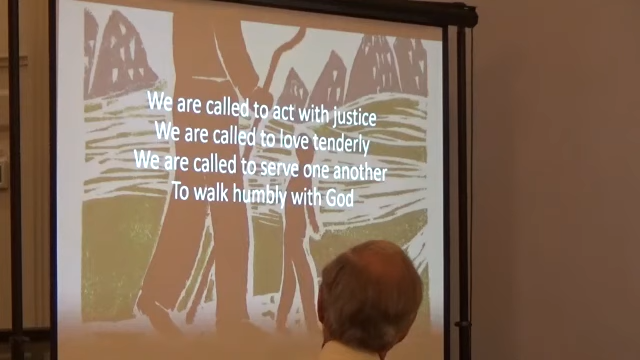 We are called to act with justice
We are called to love tenderly
We are called to serve one another
To walk humbly with God